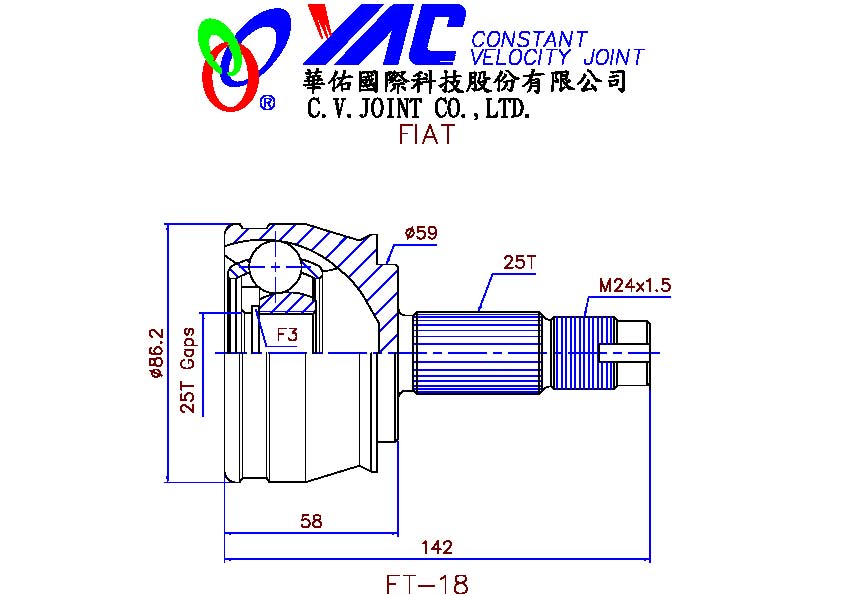 YAC CONSTANT
VELOCITY JOINT
®
華佑國際科技股份有限公司
C.V.JOINT CO.,LTD.
FIAT
ø59
25T
M24x1.5
F3
ø86.2
25T Gaps
58
142
FT-18